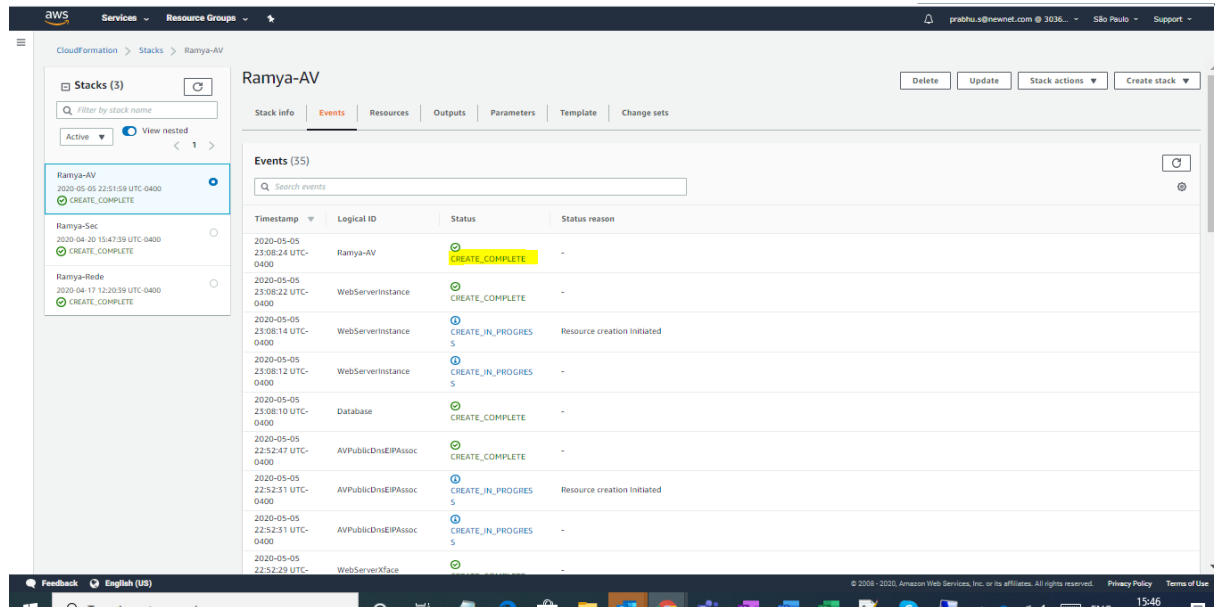 aws Services Resource Groups prabhu.s@newnet.com @ 3036... São Paulo Support
CloudFormation > Stacks > Ramya-AV
Stacks (3)
Filter by stock name
Active View nested
< 1 >
Ramya-AV
2020-05-05 22:51:59 UTC-0400
CREATE_COMPLETE
Ramya-Sec
2020-04-20 15:47:39 UTC-0400
CREATE_COMPLETE
Ramya-Rede
2020-04-17 12:20:39 UTC-0400
CREATE_COMPLETE
Ramya-AV
Delete Update Stack actions Create stack
Stack info Events Resources Outputs Parameters Template Change sets
Events (35)
Search events
Timestamp Logical ID Status Status reason
2020-05-05
23:08:24 UTC- Ramya-AV CREATE_COMPLETE -
0400
2020-05-05
23:08:22 UTC- WebServerInstance CREATE_COMPLETE -
0400
2020-05-05
23:08:14 UTC- WebServerInstance CREATE_IN_PROGRES Resource creation Initiated
0400 S
2020-05-05
23:08:12 UTC- WebServerInstance CREATE_IN_PROGRES -
0400 S
2020-05-05
23:08:10 UTC- Database CREATE_COMPLETE -
0400
2020-05-05
22:52:47 UTC- AVPublicDnsEIPAssoc CREATE_COMPLETE -
0400
2020-05-05
22:52:31 UTC- AVPublicDnsEIPAssoc CREATE_IN_PROGRES Resource creation Initiated
0400 S
2020-05-05
22:52:31 UTC- AVPublicDnsEIPAssoc CREATE_IN_PROGRES -
0400 S
2020-05-05
22:52:29 UTC- WebServerXface -
Feedback English (US) © 2008 - 2020, Amazon Web Services, Inc. or its affiliates. All rights reserved. Privacy Policy Terms of Use
15:46